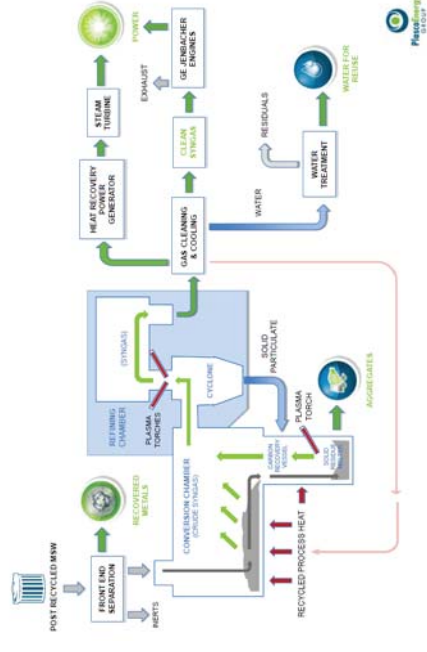 POST RECYCLED MSW
FRONT END
SEPARATION
INERTS
RECOVERED
METALS
CONVERSION CHAMBER
(CRUDE SYNGAS)
RECYCLED PROCESS HEAT
REFINING
CHAMBER
PLASMA
TORCHES
(SYNGAS)
CYCLONE
SOLID
PARTICULATE
CARBON
RECOVERY
VESSEL
SOLID
RESIDUE
PLASMA
TORCH
AGGREGATES
GAS CLEANING
& COOLING
HEAT RECOVERY
POWER
GENERATOR
STEAM
TURBINE
POWER
CLEAN
SYNGAS
EXHAUST
GE JENBACHER
ENGINES
WATER
WATER
TREATMENT
RESIDUALS
WATER FOR
REUSE
PlascoEnergy
GROUP